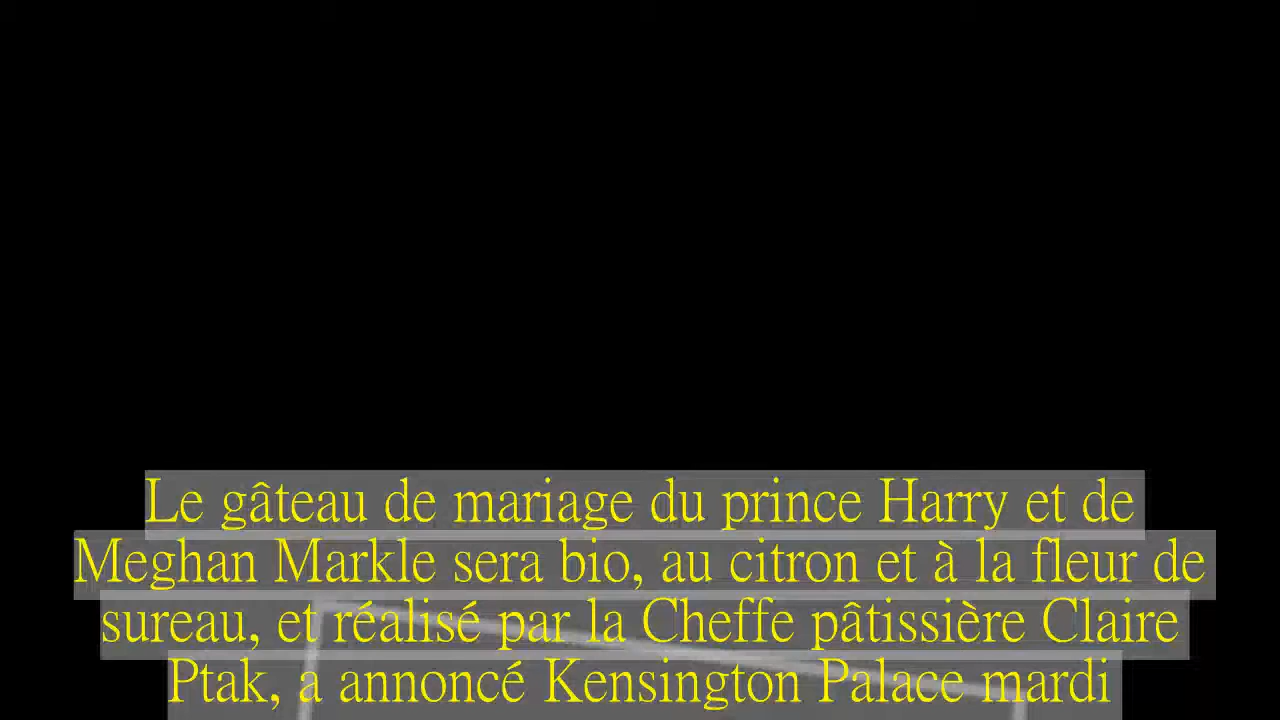 Le gâteau de mariage du prince Harry et de
Meghan Markle sera bio, au citron et à la fleur de
sureau, et réalisé par la Cheffe pâtissière Claire
Ptak, a annoncé Kensington Palace mardi